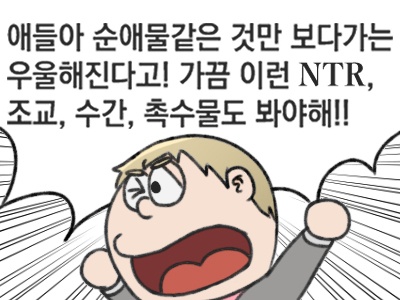 얘들아 순애물같은 것만 보다가는
우울해진다고! 가끔 이런 NTR,
조교, 수간, 촉수물도 봐야해!!